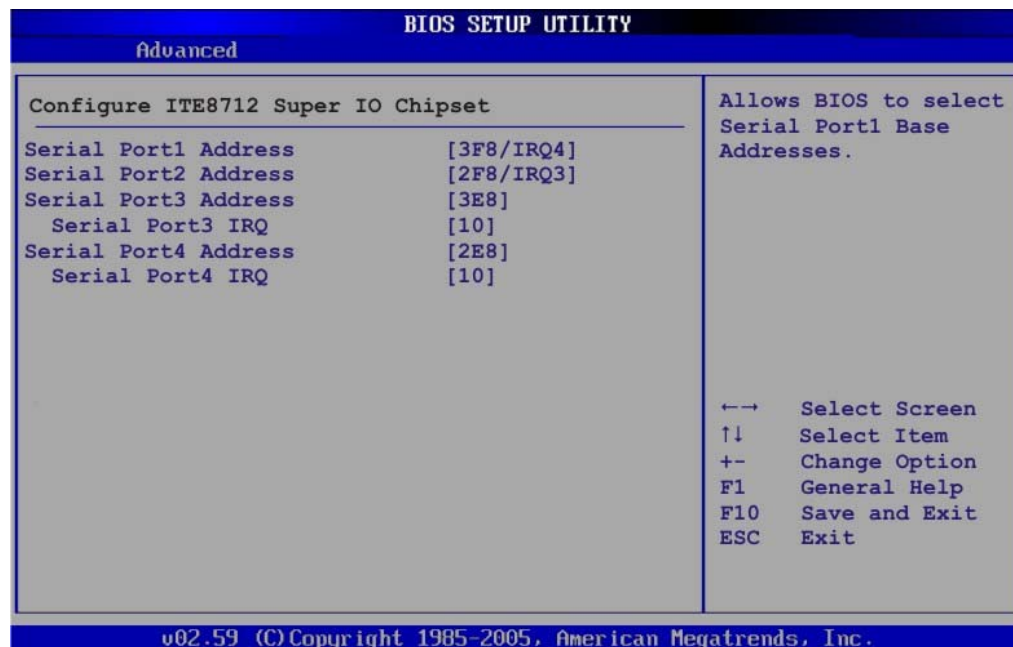 BIOS SETUP UTILITY
Advanced
Configure ITE8712 Super IO Chipset
Serial Port1 Address [3F8/IRQ4]
Serial Port2 Address [2F8/IRQ3]
Serial Port3 Address [3E8]
Serial Port3 IRQ [10]
Serial Port4 Address [2E8]
Serial Port4 IRQ [10]
Allows BIOS to select
Serial Port1 Base
Addresses.
←→ Select Screen
↑↓ Select Item
+- Change Option
F1 General Help
F10 Save and Exit
ESC Exit
v02.59 (C)Copyright 1985-2005, American Megatrends, Inc.